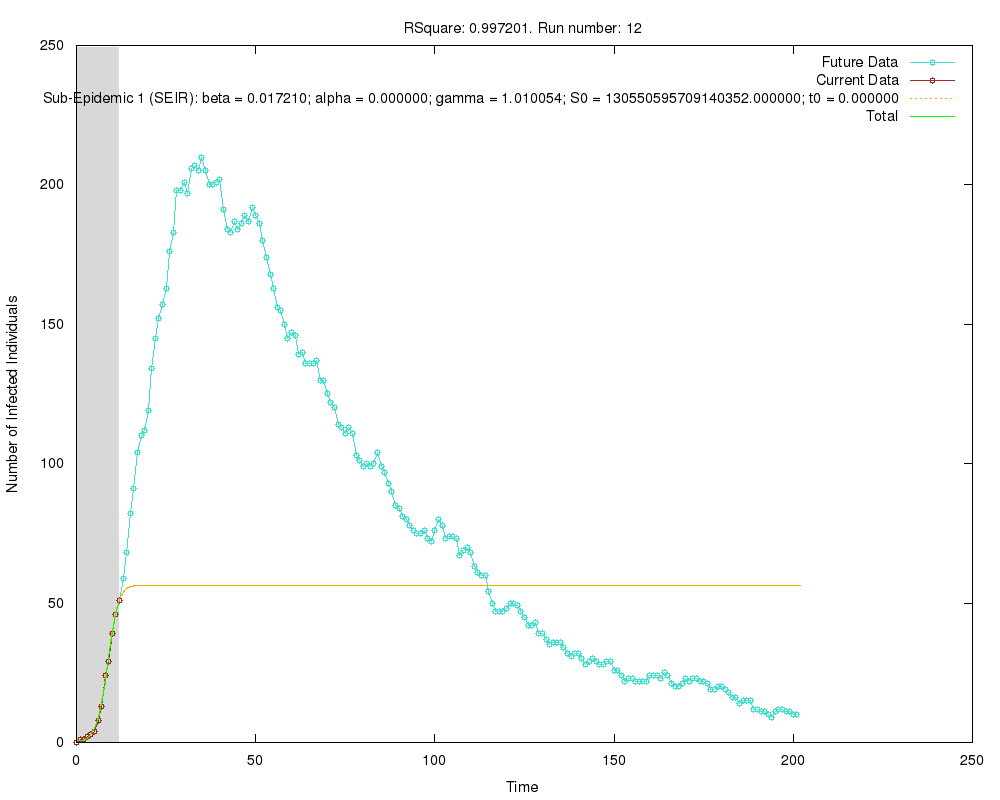 RSquare: 0.997201. Run number: 12
250
200
150
100
50
0
Number of Infected Individuals
Future Data
Current Data
Sub-Epidemic 1 (SEIR): beta = 0.017210; alpha = 0.000000; gamma = 1.010054; S0 = 130550595709140352.000000; t0 = 0.000000
Total
0 50 100 150 200 250
Time